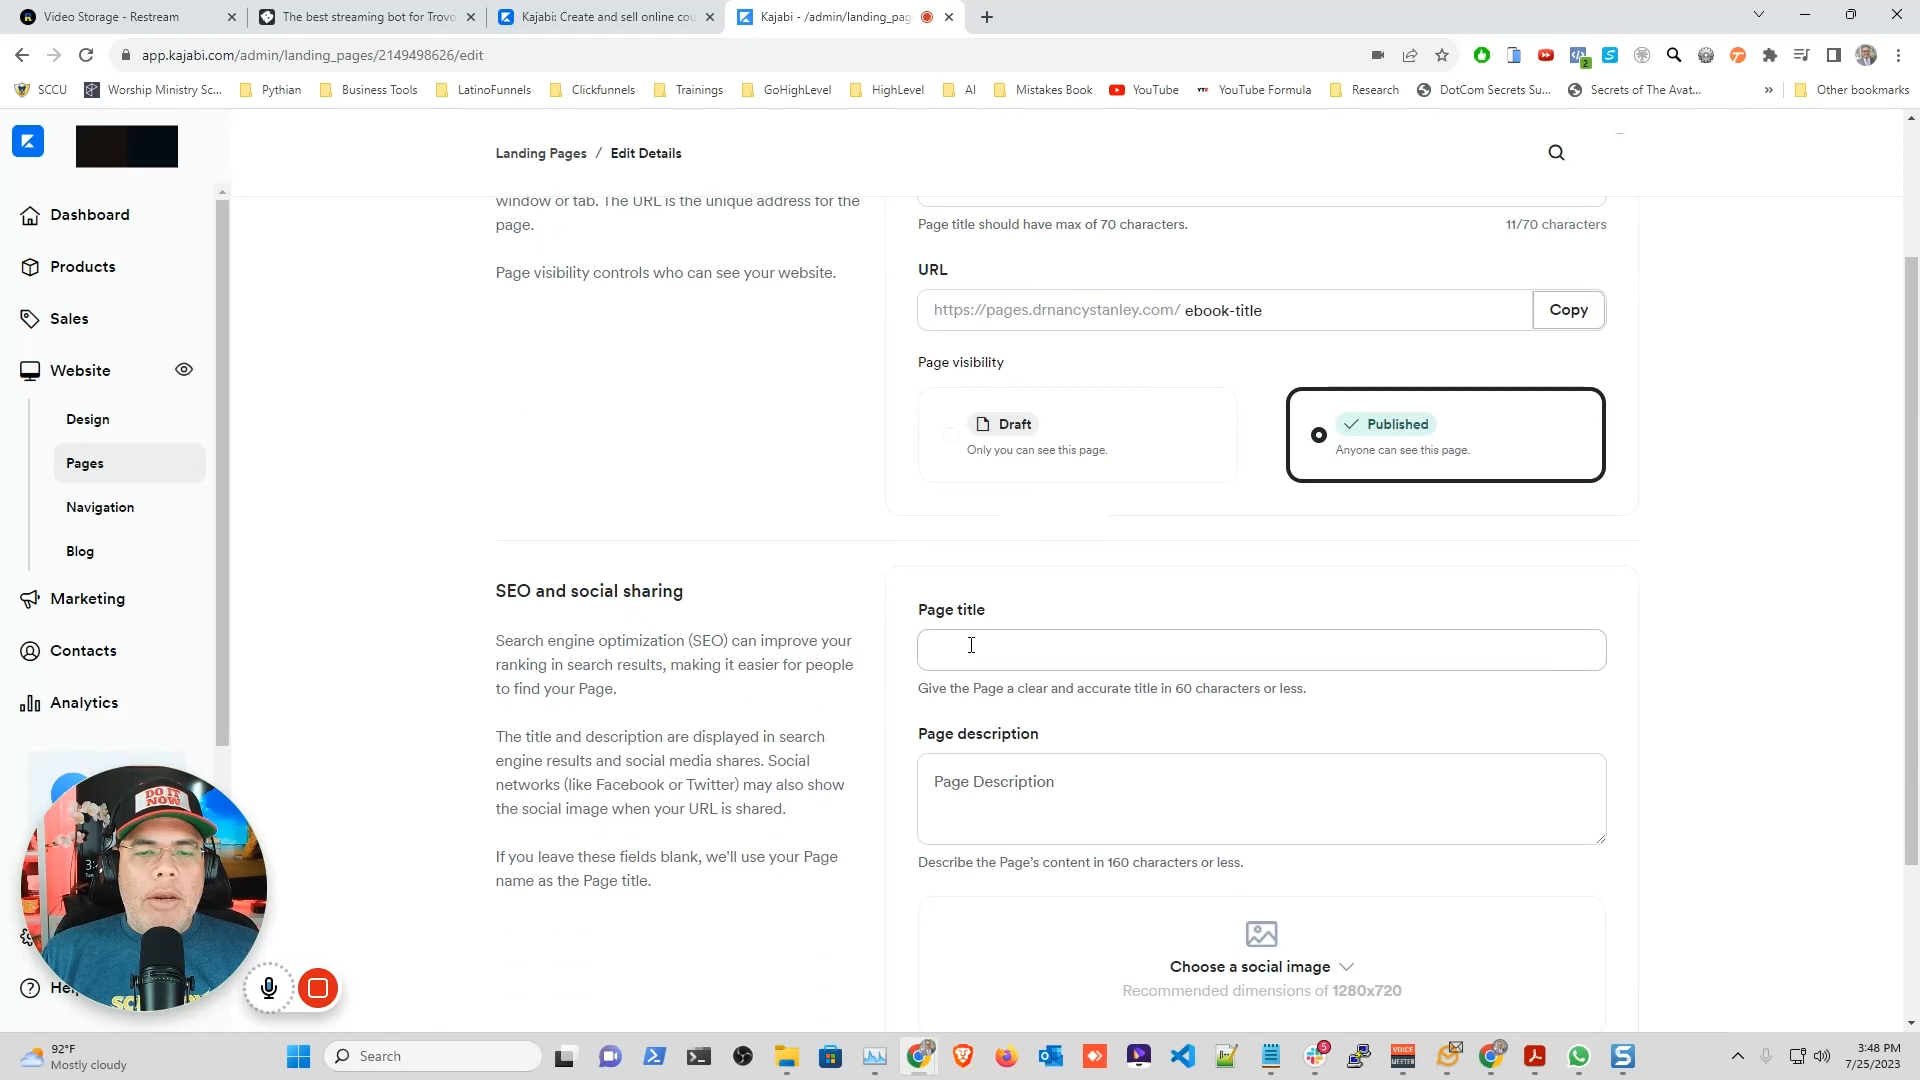 Video Storage - Restream
The best streaming bot for Trovo
Kajabi: Create and sell online cou
Kajabi - /admin/landing_pag
app.kajabi.com/admin/landing_pages/2149498626/edit
2
SCCU
Worship Ministry Sc...
Pythian
Business Tools
LatinoFunnels
Clickfunnels
Trainings
GoHighLevel
HighLevel
AI
Mistakes Book
YouTube
YouTube Formula
Research
DotCom Secrets Su...
Secrets of The Avat...
»
Other bookmarks
Landing Pages / Edit Details
Dashboard
Products
Sales
Website
Design
Pages
Navigation
Blog
Marketing
Contacts
Analytics
window or tab. The URL is the unique address for the
page.
Page visibility controls who can see your website.
Page title should have max of 70 characters.
11/70 characters
URL
https://pages.drnancystanley.com/ ebook-title
Copy
Page visibility
Draft
Only you can see this page.
Published
Anyone can see this page.
SEO and social sharing
Search engine optimization (SEO) can improve your
ranking in search results, making it easier for people
to find your Page.
The title and description are displayed in search
engine results and social media shares. Social
networks (like Facebook or Twitter) may also show
the social image when your URL is shared.
If you leave these fields blank, we'll use your Page
name as the Page title.
Page title
Give the Page a clear and accurate title in 60 characters or less.
Page description
Page Description
Describe the Page's content in 160 characters or less.
Choose a social image
Recommended dimensions of 1280x720
DO IT
NOW
92°F
Mostly cloudy
Search
5
VOICE
MEETER
3:48 PM
7/25/2023